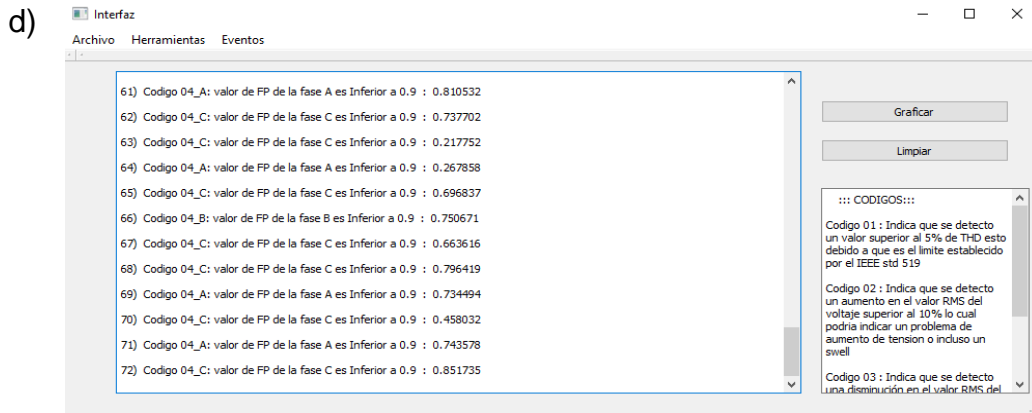 d)
Interfaz
Archivo Herramientas Eventos
61) Codigo 04_A: valor de FP de la fase A es Inferior a 0.9 : 0.810532
62) Codigo 04_C: valor de FP de la fase C es Inferior a 0.9 : 0.737702
63) Codigo 04_C: valor de FP de la fase C es Inferior a 0.9 : 0.217752
64) Codigo 04_A: valor de FP de la fase A es Inferior a 0.9 : 0.267858
65) Codigo 04_C: valor de FP de la fase C es Inferior a 0.9 : 0.696837
66) Codigo 04_B: valor de FP de la fase B es Inferior a 0.9 : 0.750671
67) Codigo 04_C: valor de FP de la fase C es Inferior a 0.9 : 0.663616
68) Codigo 04_C: valor de FP de la fase C es Inferior a 0.9 : 0.796419
69) Codigo 04_A: valor de FP de la fase A es Inferior a 0.9 : 0.734494
70) Codigo 04_C: valor de FP de la fase C es Inferior a 0.9 : 0.458032
71) Codigo 04_A: valor de FP de la fase A es Inferior a 0.9 : 0.743578
72) Codigo 04_C: valor de FP de la fase C es Inferior a 0.9 : 0.851735
Graficar
Limpiar
::: CODIGOS:::
Codigo 01 : Indica que se detecto
un valor superior al 5% de THD esto
debido a que es el limite establecido
por el IEEE std 519
Codigo 02 : Indica que se detecto
un aumento en el valor RMS del
voltaje superior al 10% lo cual
podria indicar un problema de
aumento de tension o incluso un
swell
Codigo 03 : Indica que se detecto
una disminución en el valor RMS del